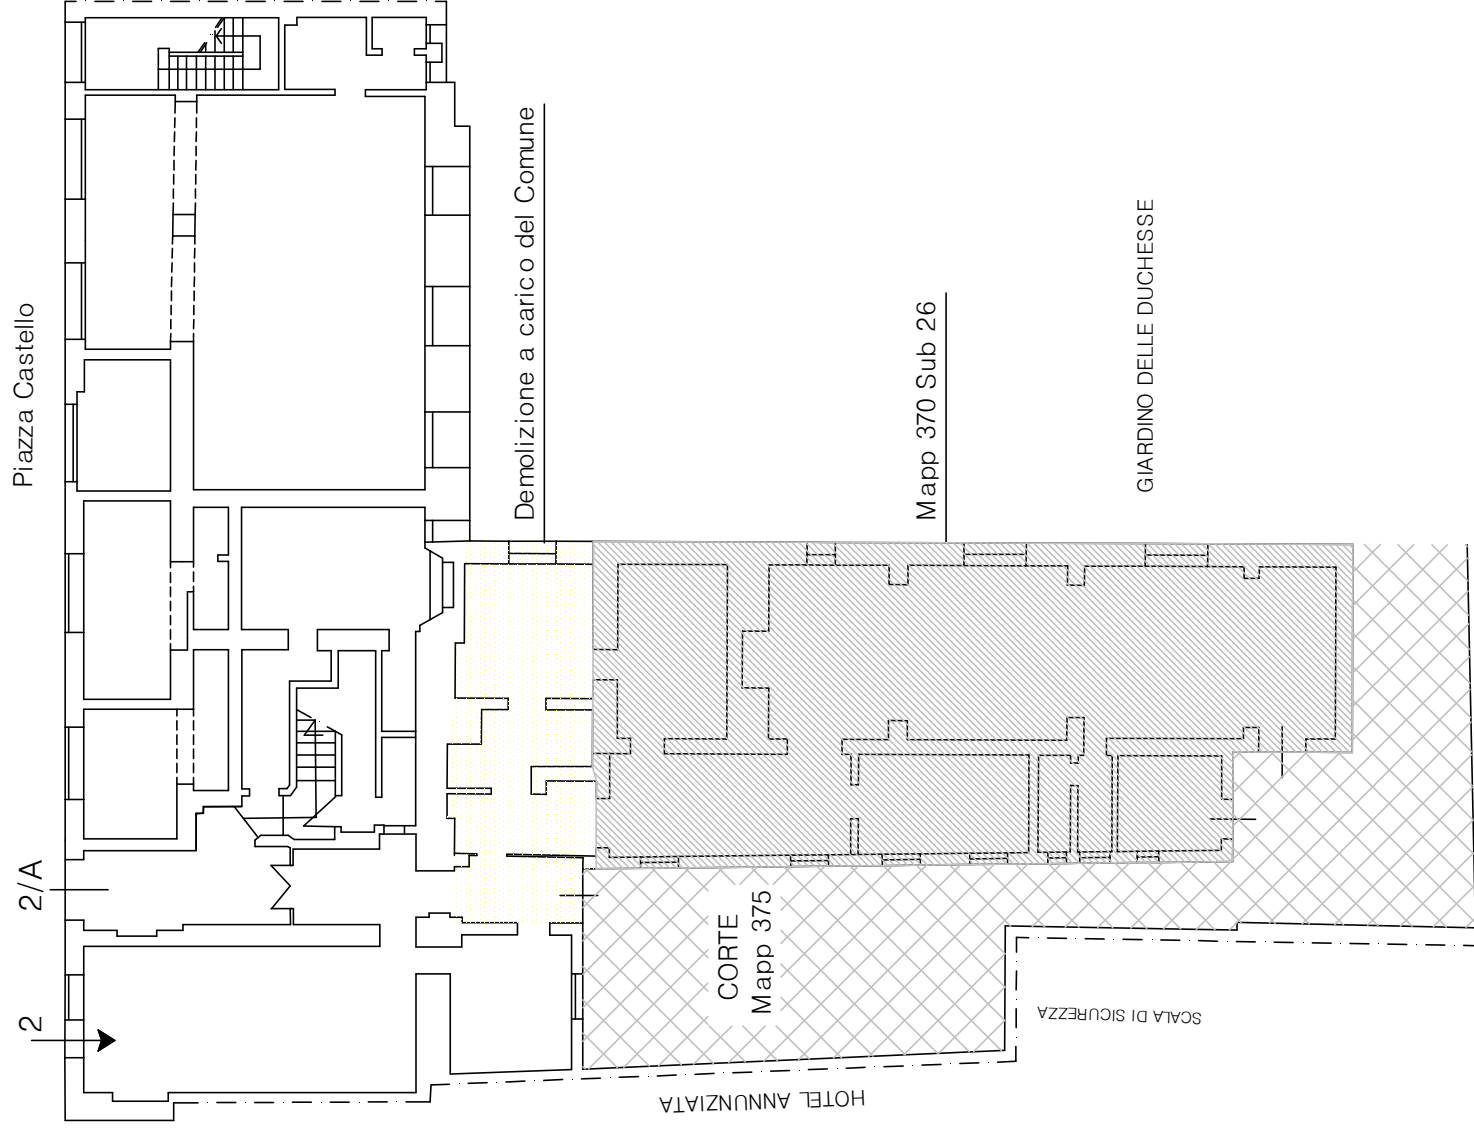 Piazza Castello
Demolizione a carico del Comune
Mapp 370 Sub 26
GIARDINO DELLE DUCHESSE
2/A
2
CORTE
Mapp 375
SCALA DI SICUREZZA
HOTEL ANNUNZIATA